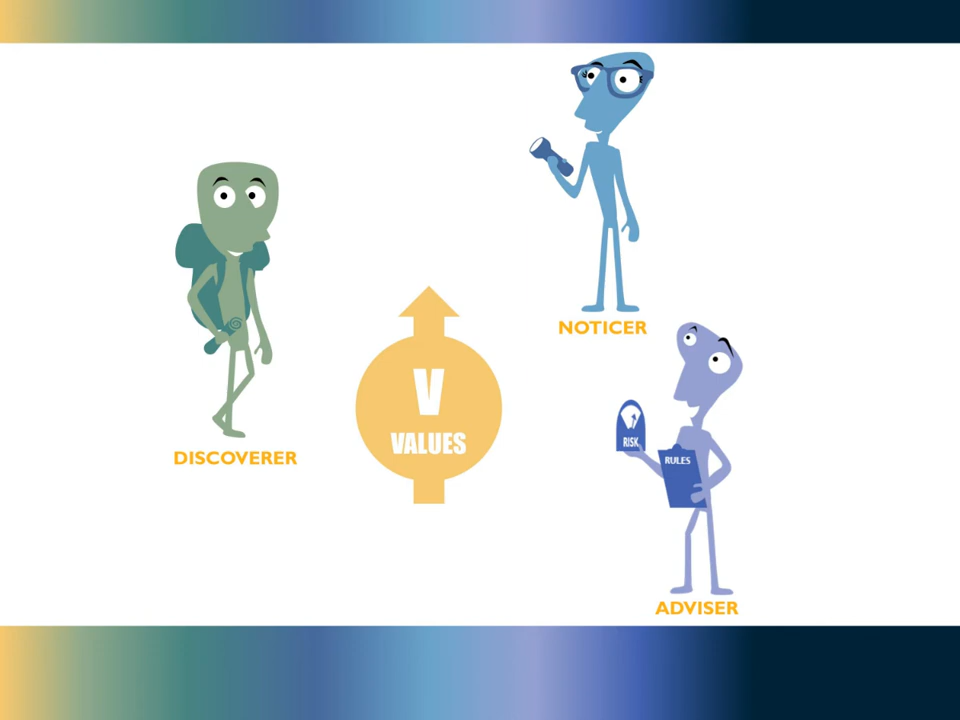 NOTICER
V
VALUES
RISK
RULES
DISCOVERER
ADVISER